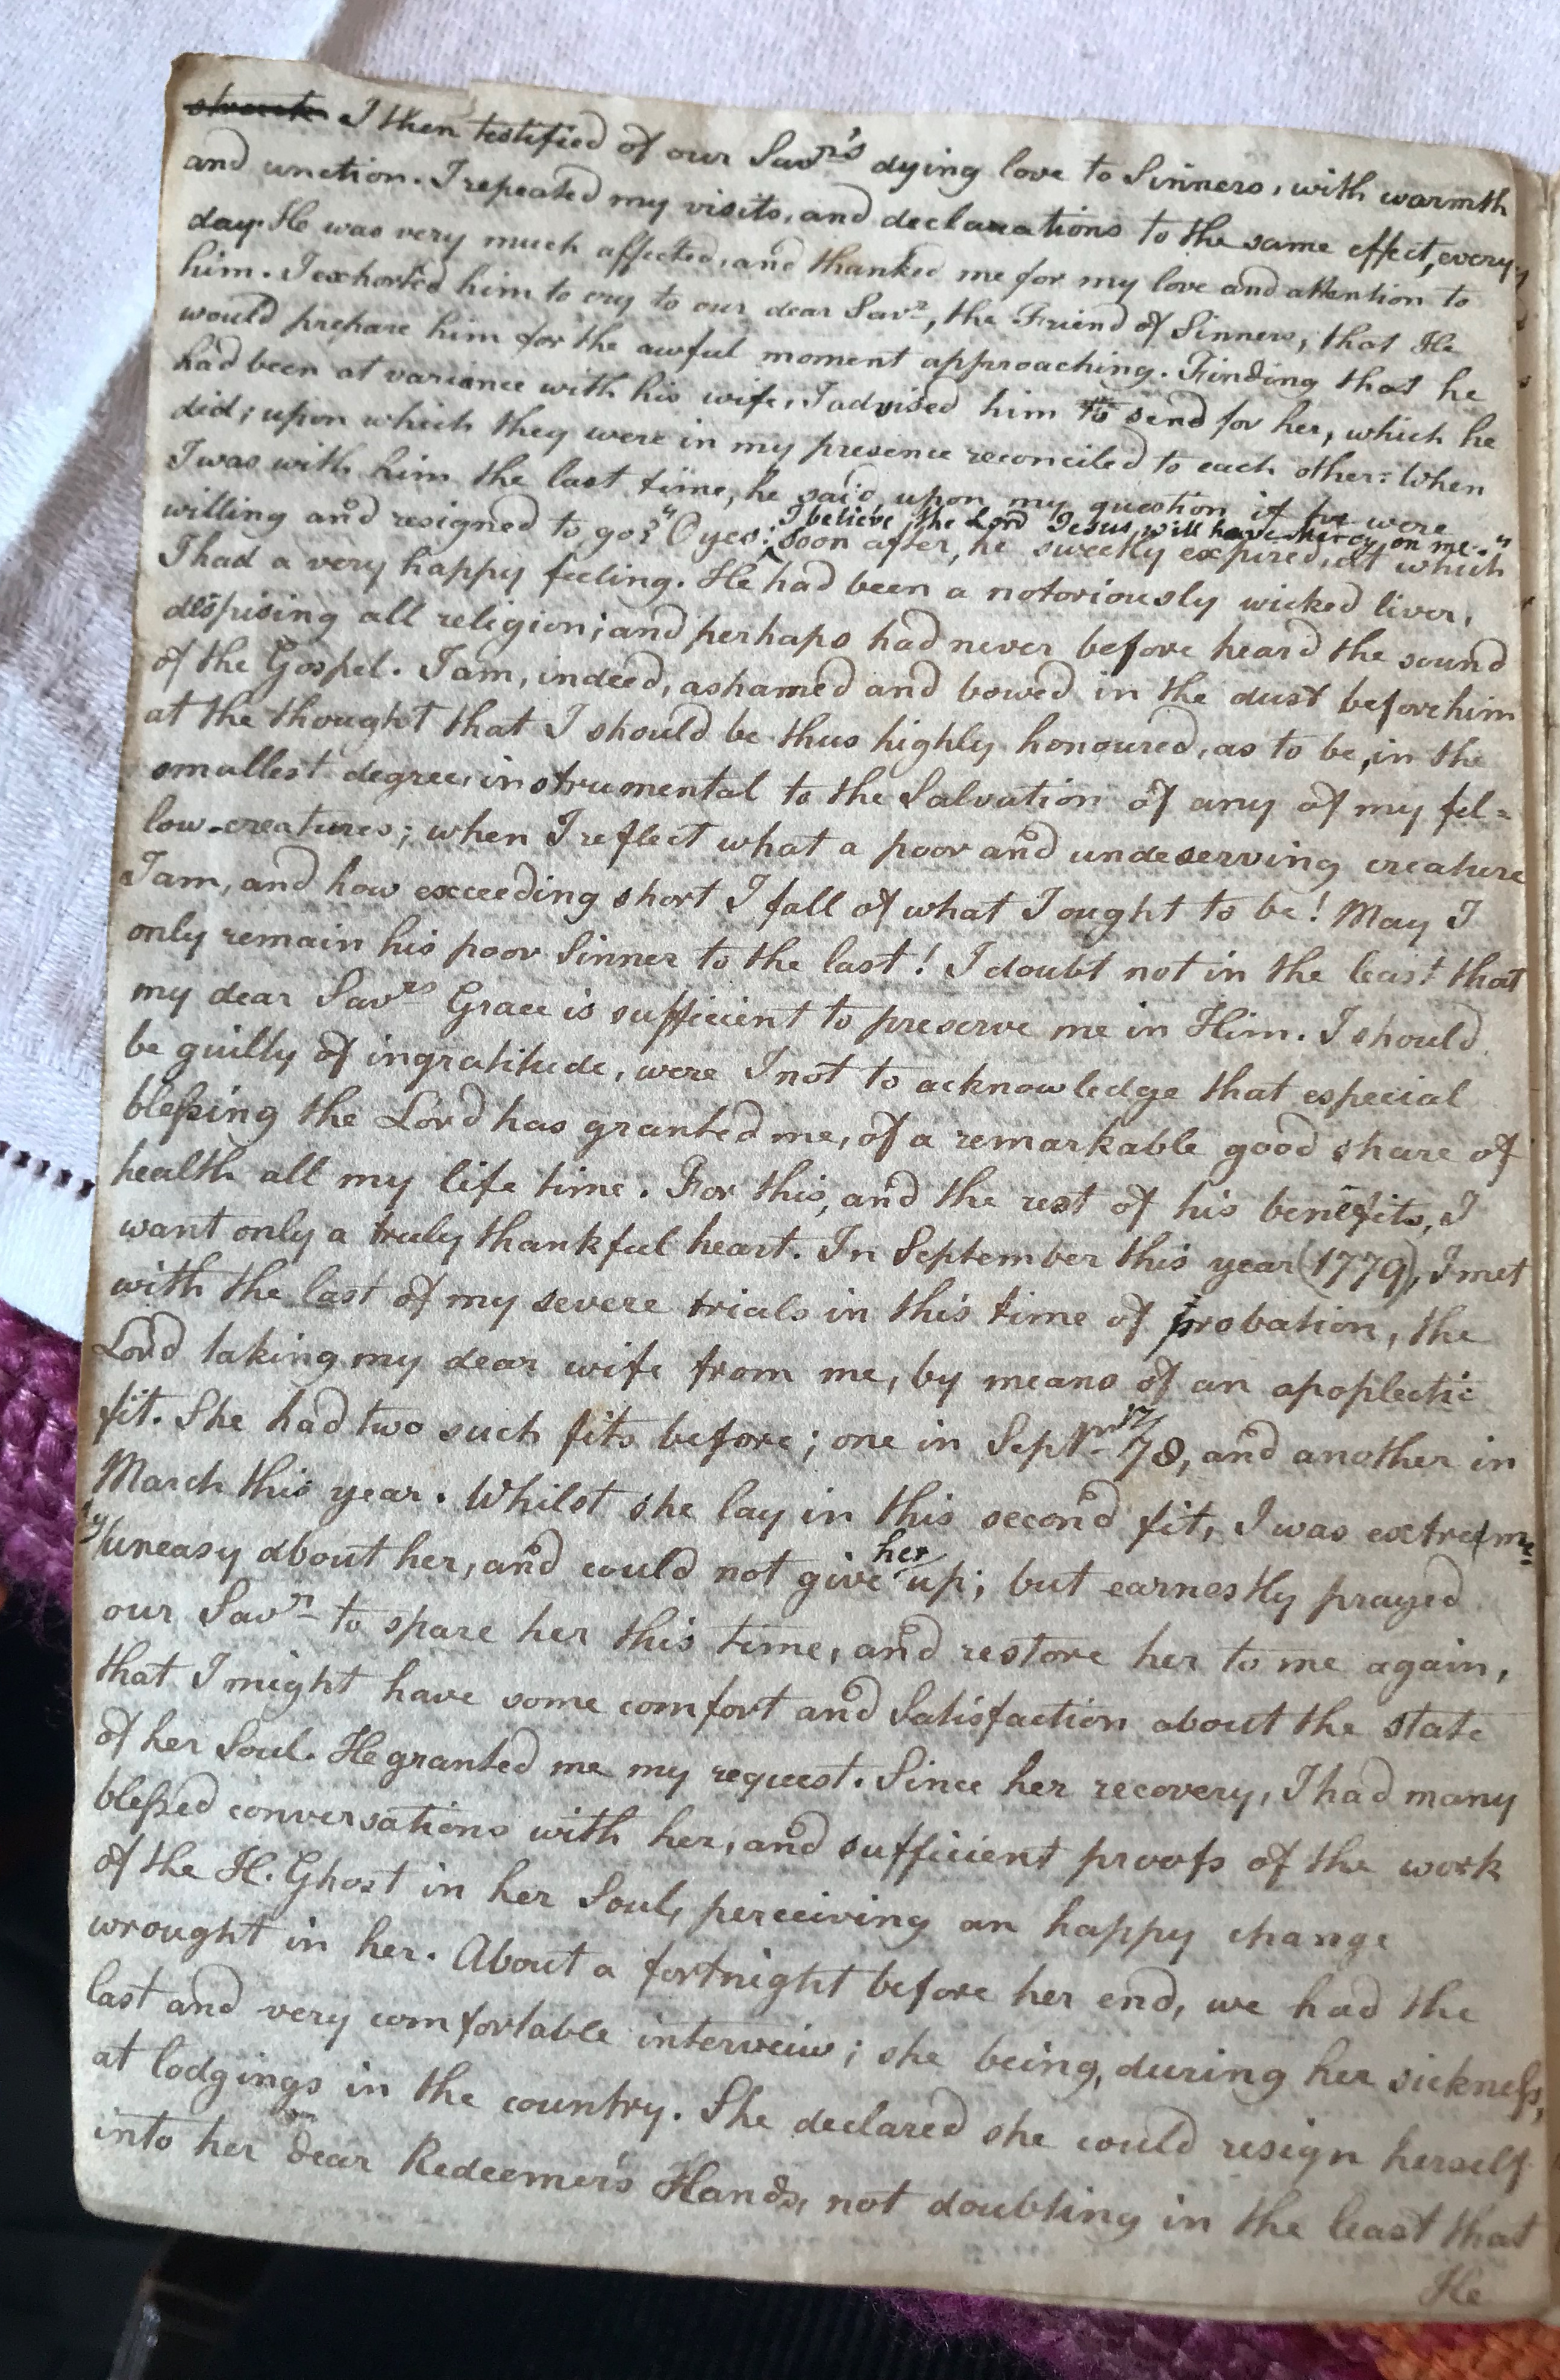 struck I then testified of our Savr's dying love to Sinners, with warmth
and unction. I repeated my visits, and declarations to the same effect, every
day. He was very much affected, and thanked me for my love and attention to
him. I exhorted him to cry to our dear Savr, the Friend of Sinners, that He
would prepare him for the awful moment approaching. Finding that he
had been at variance with his wife, I advised him to send for her, which he
did; upon which they were in my presence reconciled to each other. When
I was with him the last time, he said, upon my question if he were
I believe the Lord Jesus will have Mercy on me."
willing and resigned to go? "O yes: soon after, he sweetly expired, at which
I had a very happy feeling. He had been a notoriously wicked liver,
despising all religion; and perhaps had never before heard the sound
of the Gospel. I am, indeed, ashamed and bowed in the dust before him
at the thought that I should be thus highly honoured, as to be, in the
smallest degree, instrumental to the Salvation of any of my fel=
low-creatures; when I reflect what a poor and undeserving creature
I am, and how exceeding short I fall of what I ought to be! May I
only remain his poor Sinner to the last! I doubt not in the least that
my dear Savrs Grace is sufficient to preserve me in Him. I should
be guilty of ingratitude, were I not to acknowledge that especial
bleſsing the Lord has granted me, of a remarkable good share of
health all my life time. For this, and the rest of his benefits, I
want only a truly thankful heart. In September this year (1779), I met
with the last of my severe trials in this time of probation, the
Lord taking my dear wife from me, by means of an apoplectic
fit. She had two such fits before; one in Septr 1778, and another in
March this year. Whilst she lay in this second fit, I was extreme
ly uneasy about her, and could not give her up; but earnestly prayed
our Savr to spare her this time, and restore her to me again,
that I might have some comfort and Satisfaction about the state
of her Soul. He granted me my request. Since her recovery, I had many
bleſsed conversations with her, and sufficient proofs of the work
of the H. Ghost in her Soul, perceiving an happy change
wrought in her. About a fortnight before her end, we had the
last and very comfortable interveiw; she being, during her sickneſs,
at lodgings in the country. She declared she could resign herself
into her dear Redeemer's Hands, not doubting in the least that
He